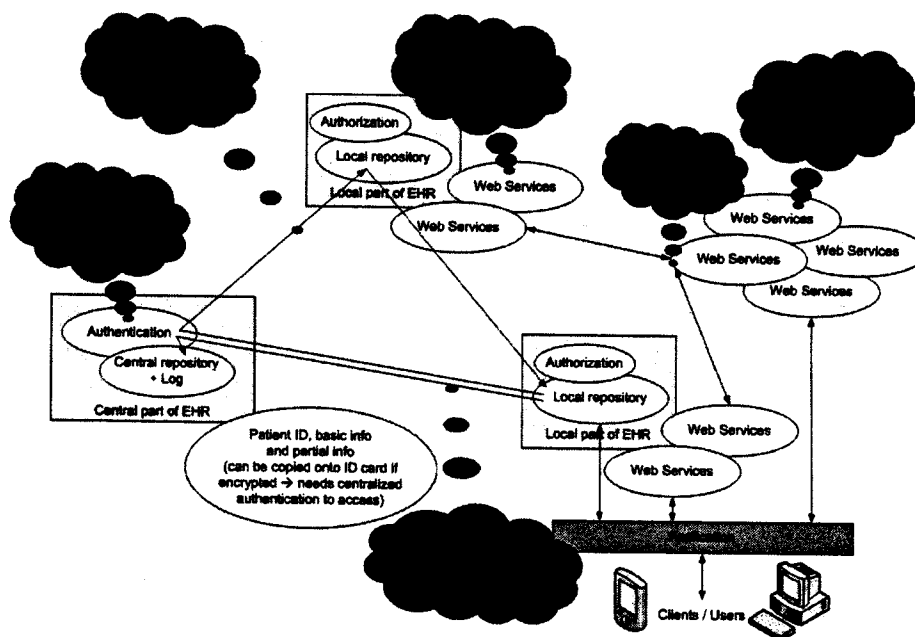 Authorization
Local repository
Local part of EHR
Web Services
Web Services
Web Services
Web Services
Web Services
Web Services
Authentication
Central repository
+ Log
Central part of EHR
Authorization
Local repository
Local part of EHR
Patient ID, basic info
and partial info
(can be copied onto ID card if
encrypted → needs centralized
authentication to access)
Web Services
Web Services
Clients / Users